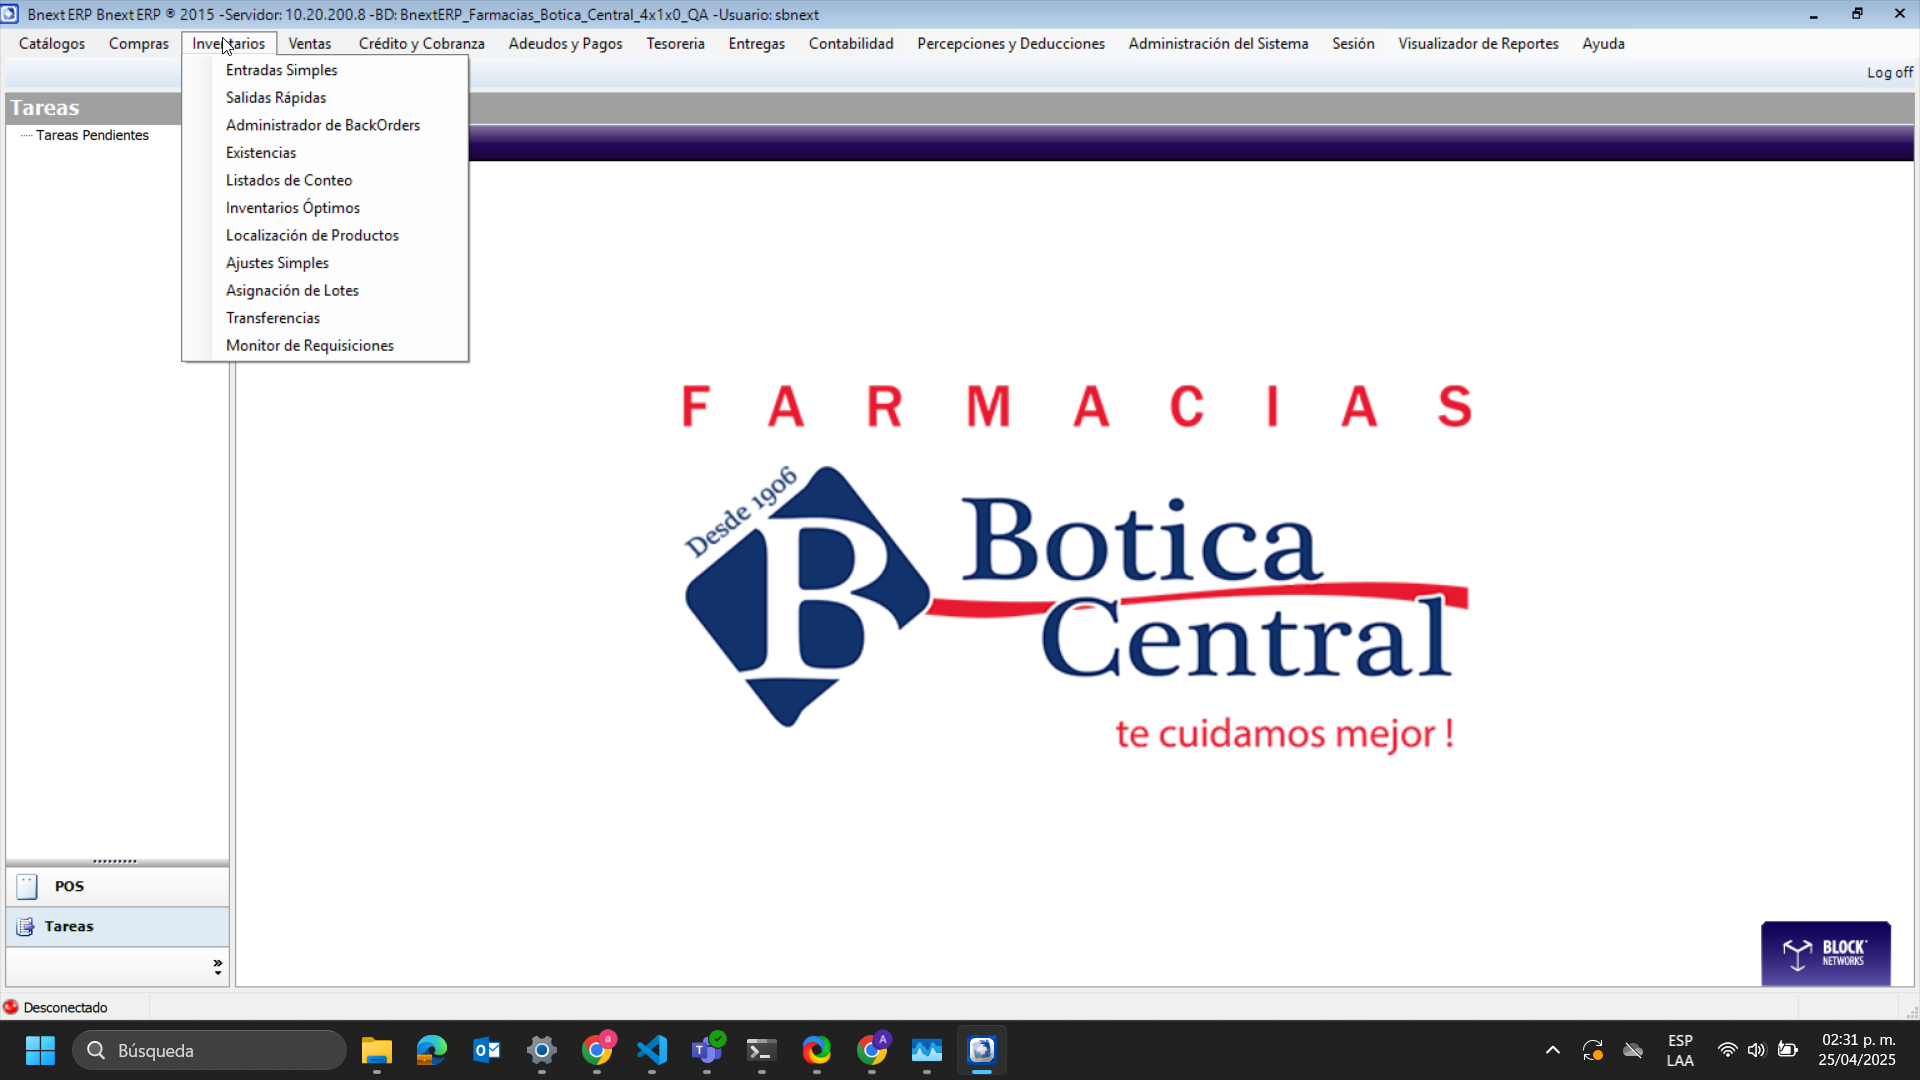 Bnext ERP Bnext ERP ® 2015 -Servidor: 10.20.200.8 -BD: BnextERP_Farmacias_Botica_Central_4x1x0_QA -Usuario: sbnext
Catálogos Compras Inventarios Ventas Crédito y Cobranza Adeudos y Pagos Tesoreria Entregas Contabilidad Percepciones y Deducciones Administración del Sistema Sesión Visualizador de Reportes Ayuda
Log off
Tareas
Tareas Pendientes
Entradas Simples
Salidas Rápidas
Administrador de BackOrders
Existencias
Listados de Conteo
Inventarios Óptimos
Localización de Productos
Ajustes Simples
Asignación de Lotes
Transferencias
Monitor de Requisiciones
FARMACIAS
Desde 1906
B
Botica
Central
te cuidamos mejor !
POS
Tareas
BLOCK
NETWORKS
Desconectado
Búsqueda
a
A
ESP
LAA
02:31 p. m.
25/04/2025